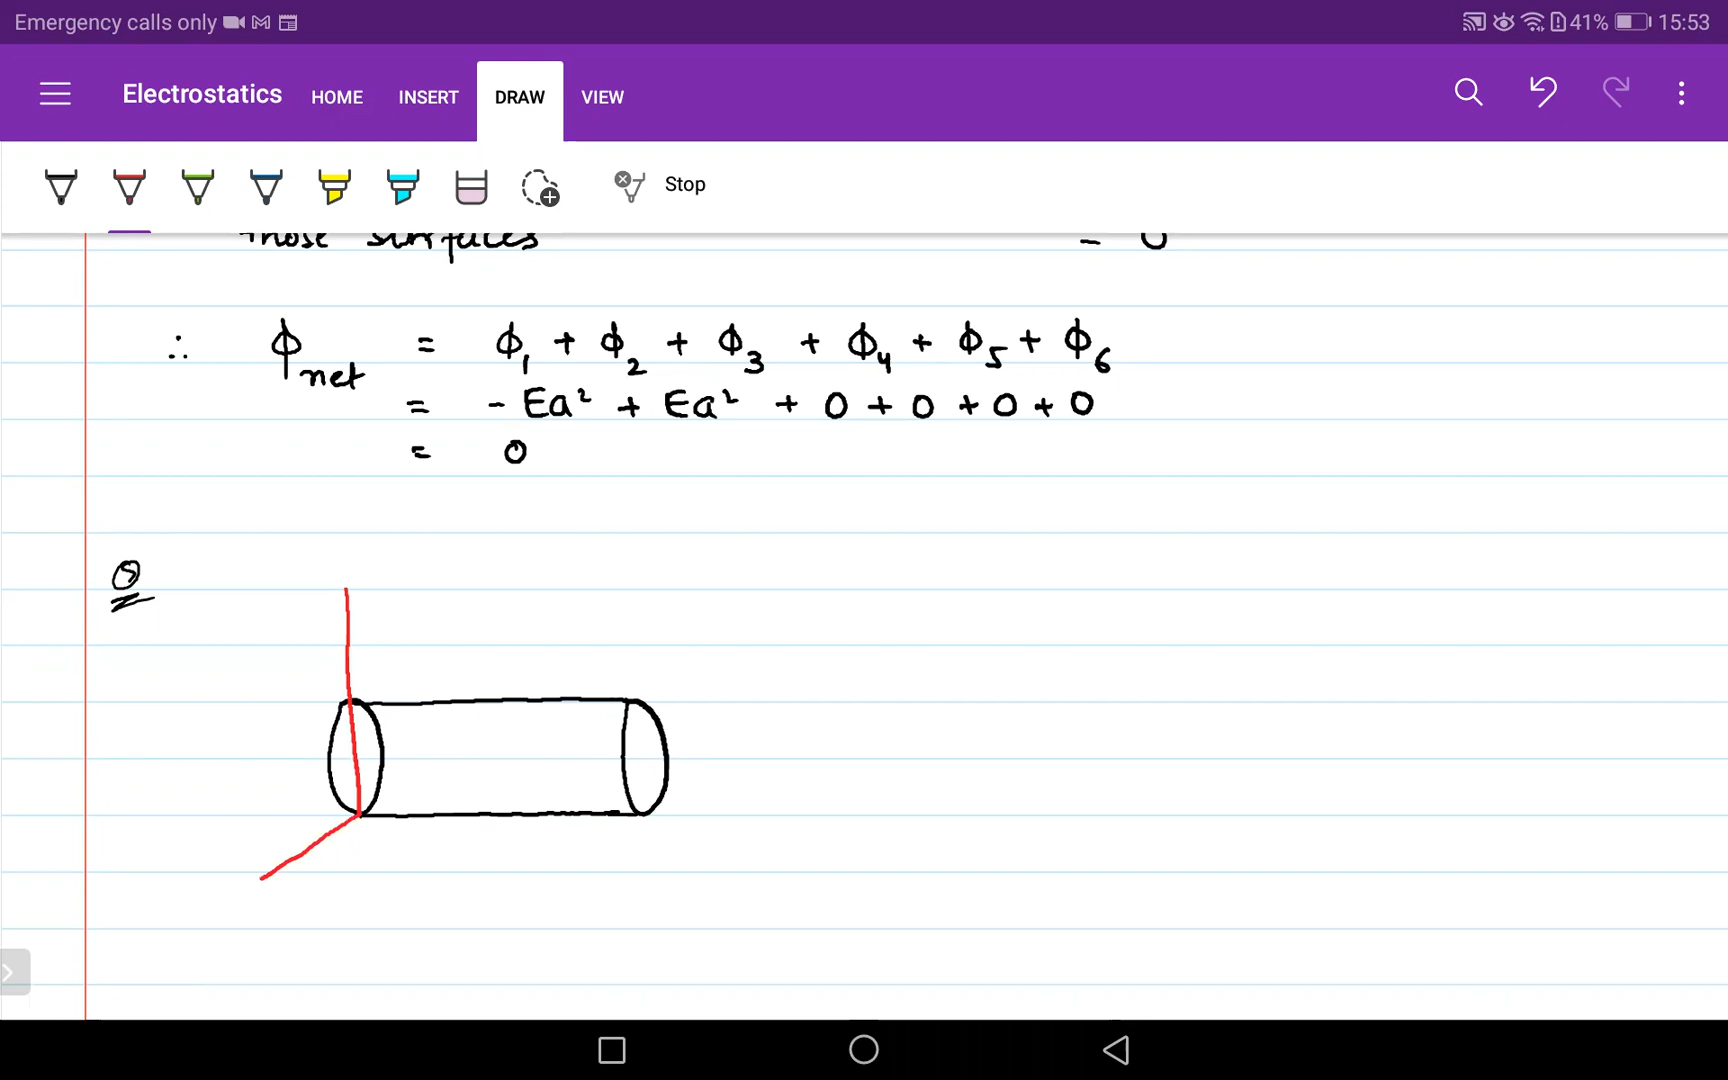 Emergency calls only 41% 15:53
Electrostatics HOME INSERT DRAW VIEW
Stop
those surfaces = 0
∴ ϕnet = ϕ₁ + ϕ₂ + ϕ₃ + ϕ₄ + ϕ₅ + ϕ₆
= - Ea² + Ea² + 0 + 0 + 0 + 0
= 0
Q